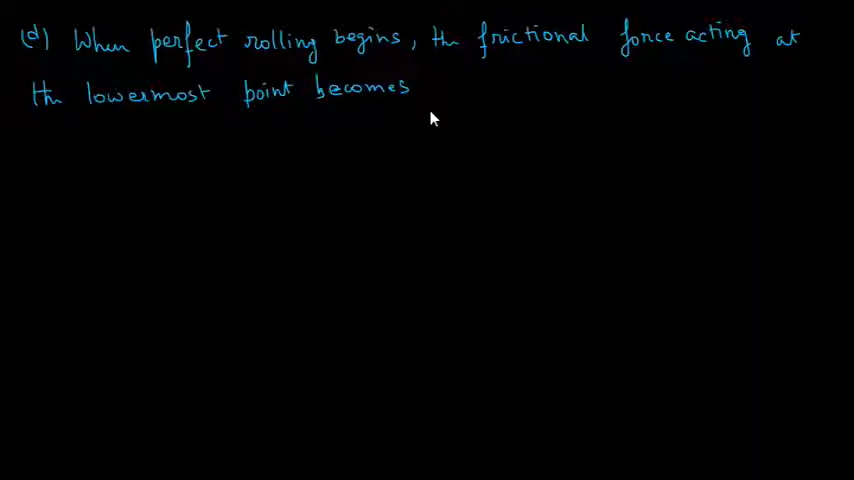 (d) When perfect rolling begins, the frictional force acting at
the lowermost point becomes